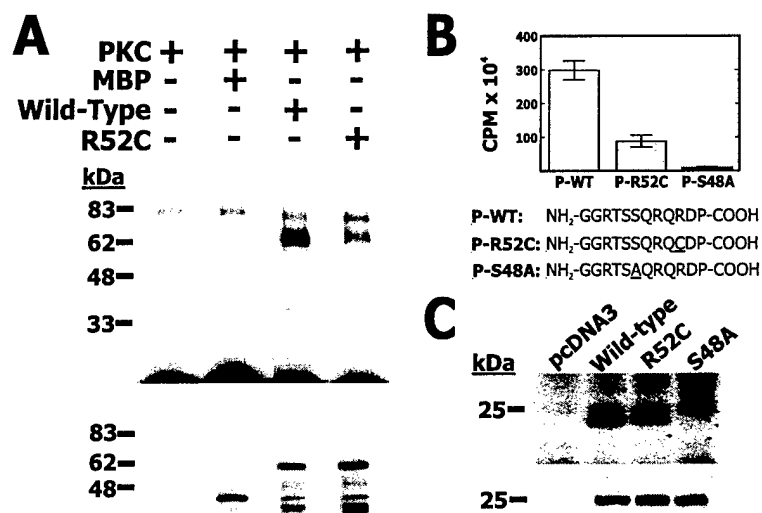 A
PKC + + + +
MBP - + - -
Wild-Type - - + -
R52C - - - +
kDa
83
62
48
33
83
62
48
B
CPM x 10⁴
400
300
200
100
P-WT P-R52C P-S48A
P-WT: NH₂-GGRTSSQRQRDP-COOH
P-R52C: NH₂-GGRTSSQRQCDP-COOH
P-S48A: NH₂-GGRTSAQRQRDP-COOH
C
pcDNA3 Wild-type R52C S48A
kDa
25
25